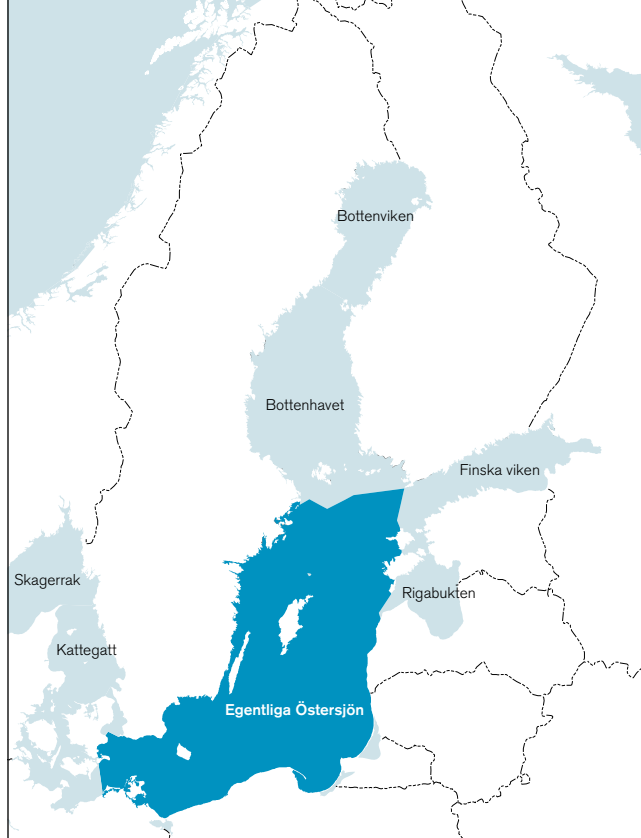 Bottenviken
Bottenhavet
Finska viken
Skagerrak
Rigabukten
Kattegatt
Egentliga Östersjön